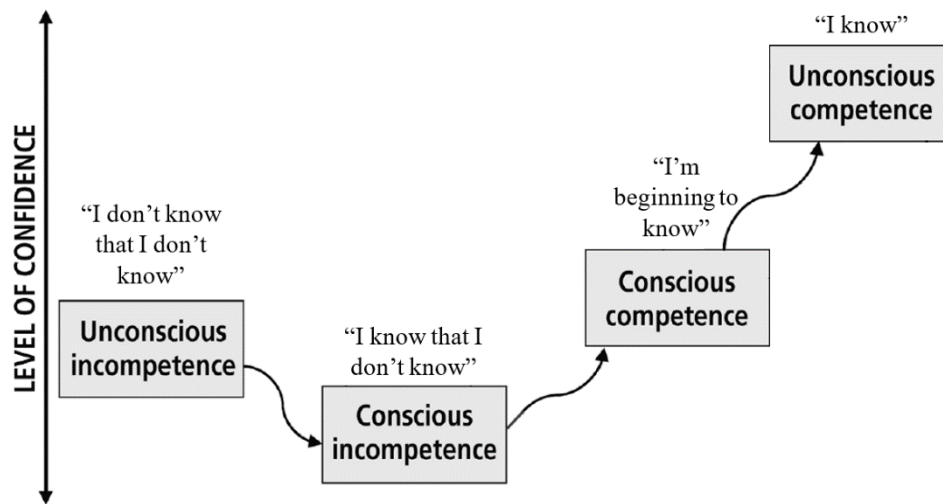 LEVEL OF CONFIDENCE
“I don’t know
that I don’t
know”
Unconscious
incompetence
“I know that I
don’t know”
Conscious
incompetence
“I’m
beginning to
know”
Conscious
competence
“I know”
Unconscious
competence